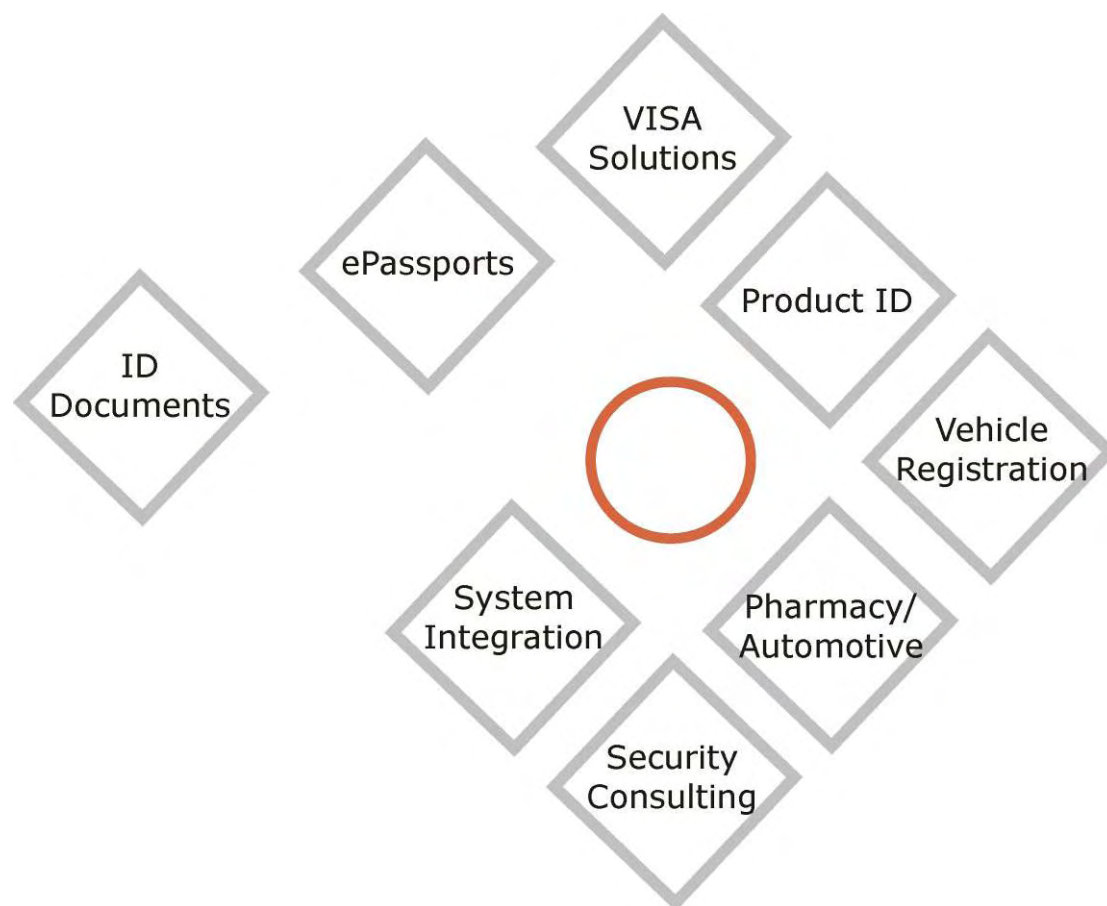 VISA
Solutions
ePassports
Product ID
ID
Documents
Vehicle
Registration
System
Integration
Pharmacy/
Automotive
Security
Consulting